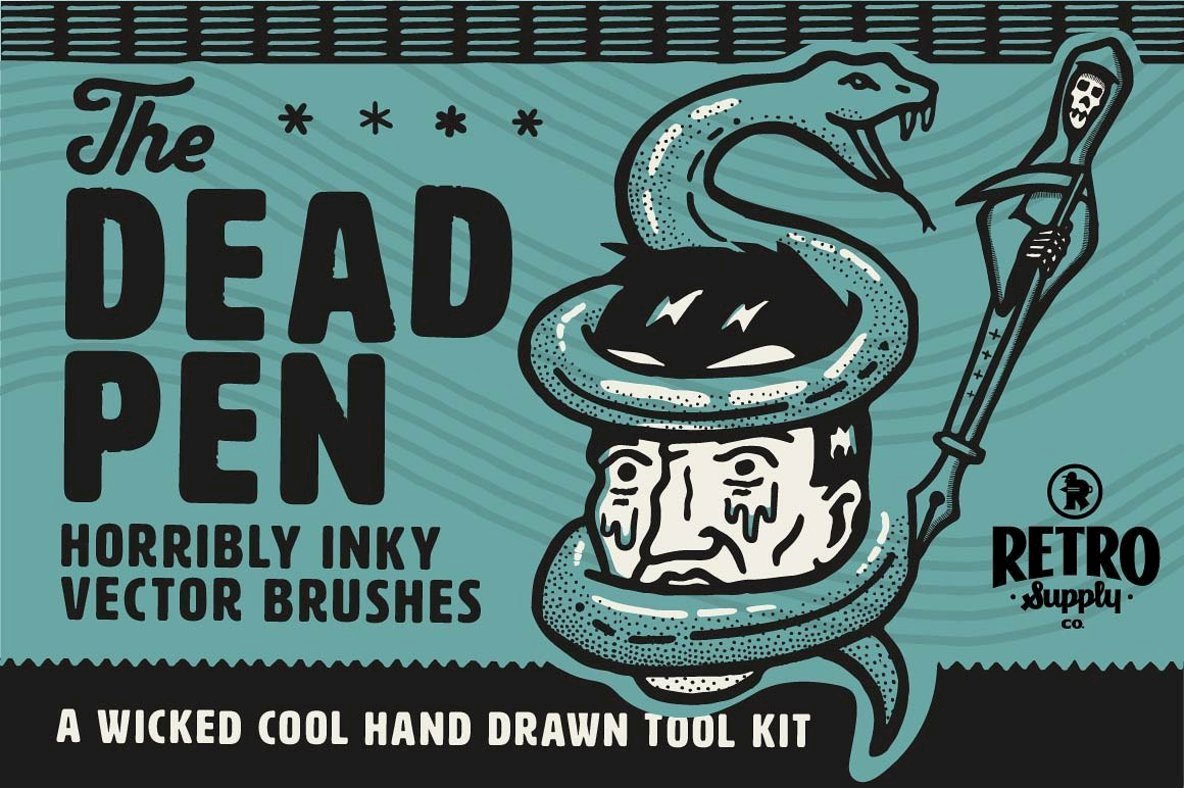 The
DEAD
PEN
HORRIBLY INKY
VECTOR BRUSHES
A WICKED COOL HAND DRAWN TOOL KIT
RETRO
Supply
CO.